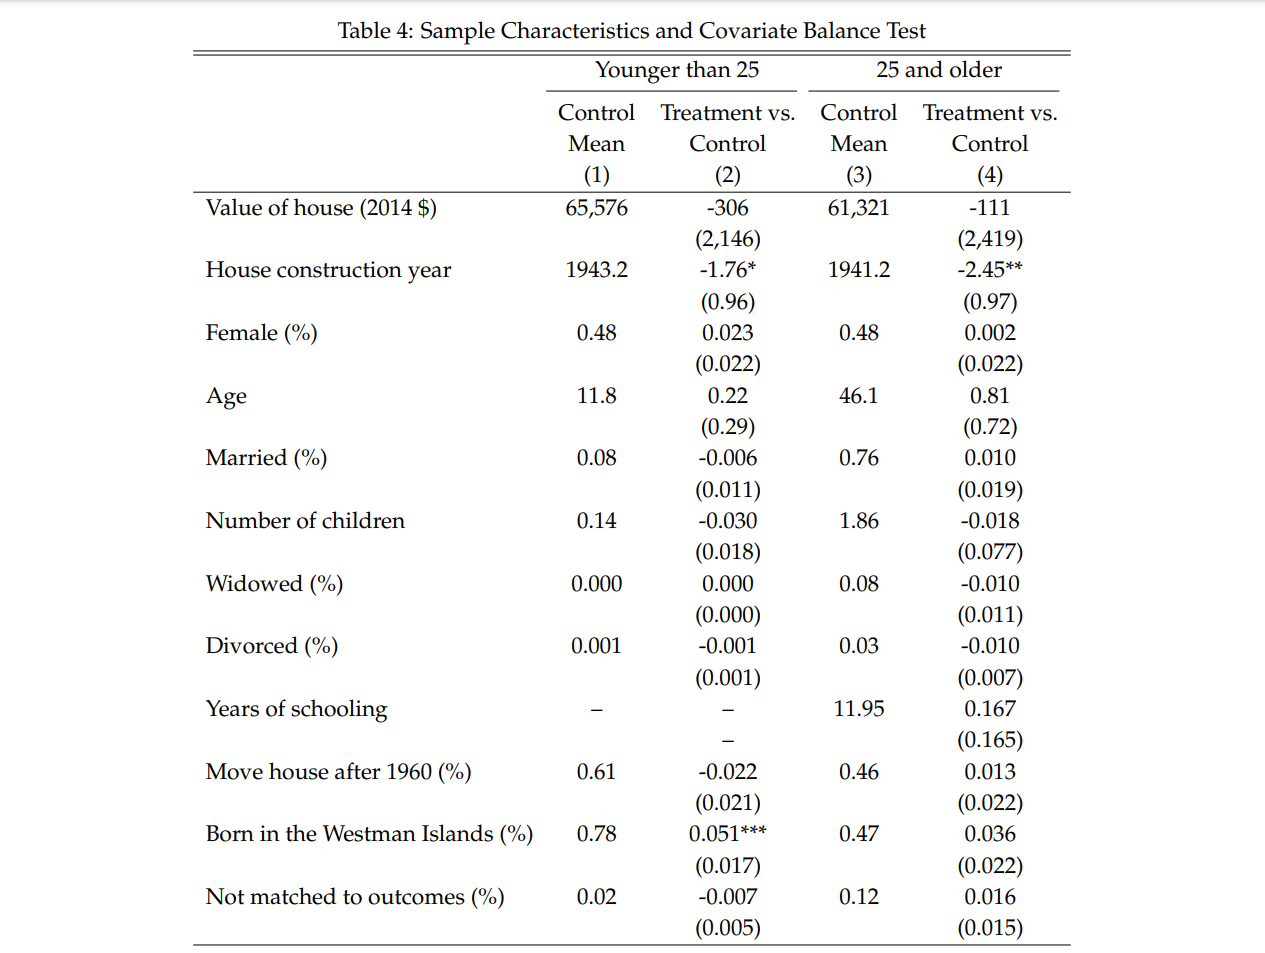 Table 4: Sample Characteristics and Covariate Balance Test
Younger than 25 25 and older
Control Treatment vs. Control Treatment vs.
Mean Control Mean Control
(1) (2) (3) (4)
Value of house (2014 $) 65,576 -306 61,321 -111
(2,146) (2,419)
House construction year 1943.2 -1.76* 1941.2 -2.45**
(0.96) (0.97)
Female (%) 0.48 0.023 0.48 0.002
(0.022) (0.022)
Age 11.8 0.22 46.1 0.81
(0.29) (0.72)
Married (%) 0.08 -0.006 0.76 0.010
(0.011) (0.019)
Number of children 0.14 -0.030 1.86 -0.018
(0.018) (0.077)
Widowed (%) 0.000 0.000 0.08 -0.010
(0.000) (0.011)
Divorced (%) 0.001 -0.001 0.03 -0.010
(0.001) (0.007)
Years of schooling – – 11.95 0.167
– (0.165)
Move house after 1960 (%) 0.61 -0.022 0.46 0.013
(0.021) (0.022)
Born in the Westman Islands (%) 0.78 0.051*** 0.47 0.036
(0.017) (0.022)
Not matched to outcomes (%) 0.02 -0.007 0.12 0.016
(0.005) (0.015)